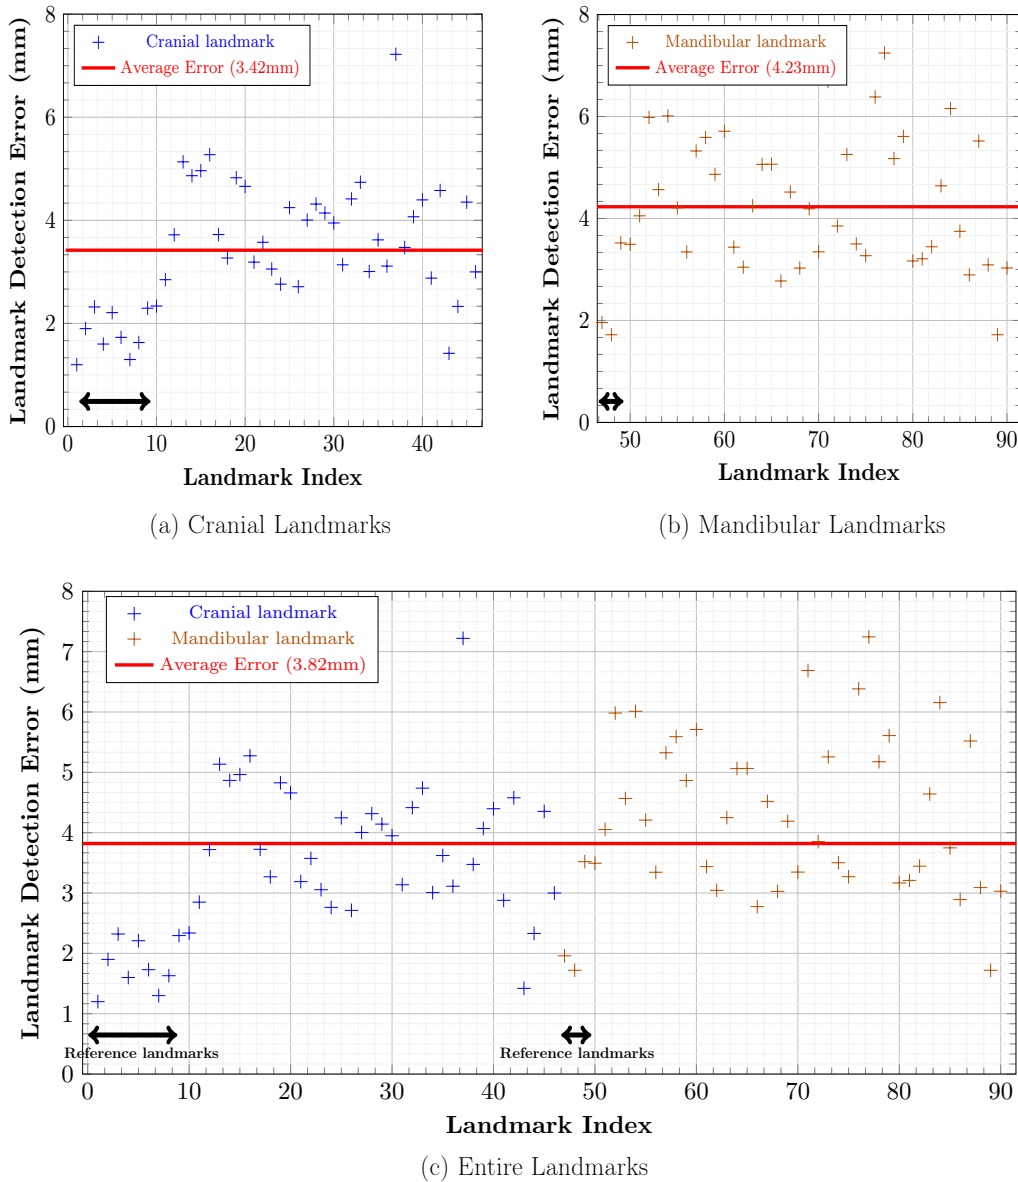 Cranial landmark
Average Error (3.42mm)
Landmark Detection Error (mm)
8
6
4
2
0
0 10 20 30 40
Landmark Index
(a) Cranial Landmarks
Mandibular landmark
Average Error (4.23mm)
Landmark Detection Error (mm)
8
6
4
2
0
50 60 70 80 90
Landmark Index
(b) Mandibular Landmarks
Cranial landmark
Mandibular landmark
Average Error (3.82mm)
Landmark Detection Error (mm)
8
7
6
5
4
3
2
1
0
Reference landmarks
Reference landmarks
0 10 20 30 40 50 60 70 80 90
Landmark Index
(c) Entire Landmarks